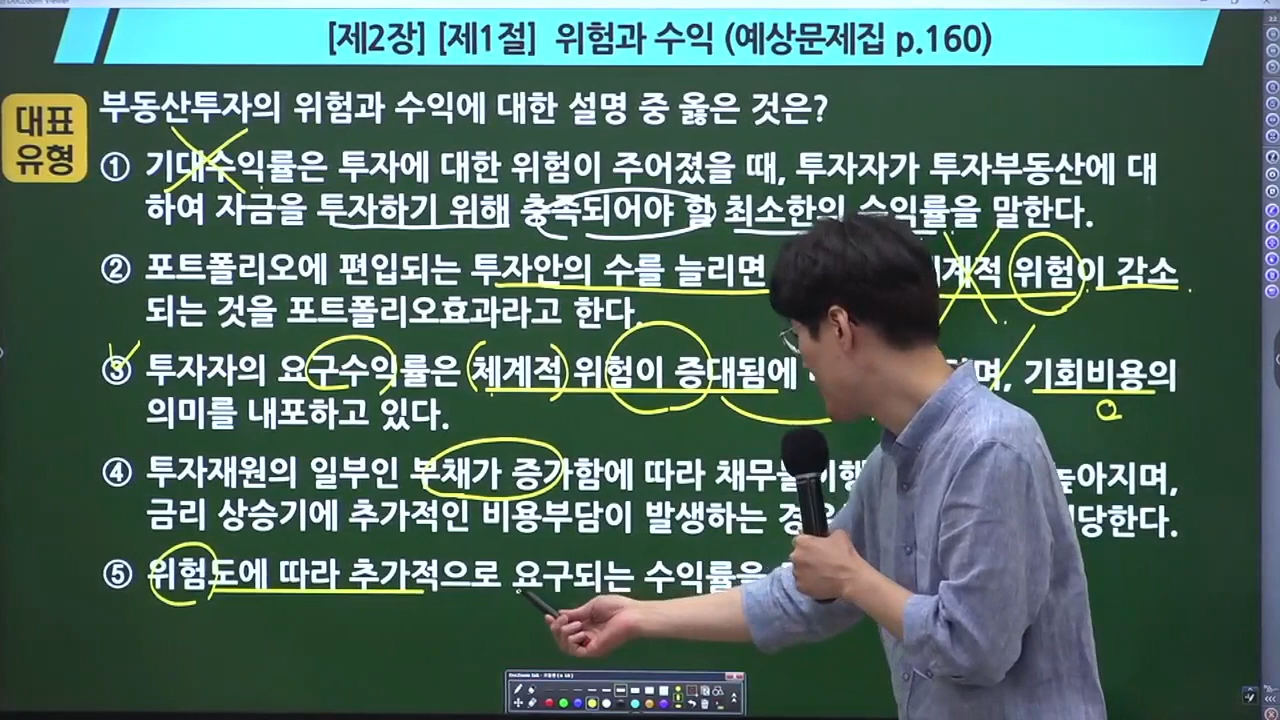 [제2장] [제1절] 위험과 수익 (예상문제집 p.160)
대표
유형
부동산투자의 위험과 수익에 대한 설명 중 옳은 것은?
① 기대수익률은 투자에 대한 위험이 주어졌을 때, 투자자가 투자부동산에 대
하여 자금을 투자하기 위해 충족되어야 할 최소한의 수익률을 말한다.
② 포트폴리오에 편입되는 투자안의 수를 늘리면 위험이 감소
되는 것을 포트폴리오효과라고 한다.
③ 투자자의 요구수익률은 체계적 위험이 증대됨에 기회비용의
의미를 내포하고 있다.
④ 투자재원의 일부인 부채가 증가함에 따라 높아지며,
금리 상승기에 추가적인 비용부담이 발생하는
⑤ 위험도에 따라 추가적으로 요구되는 수익률을